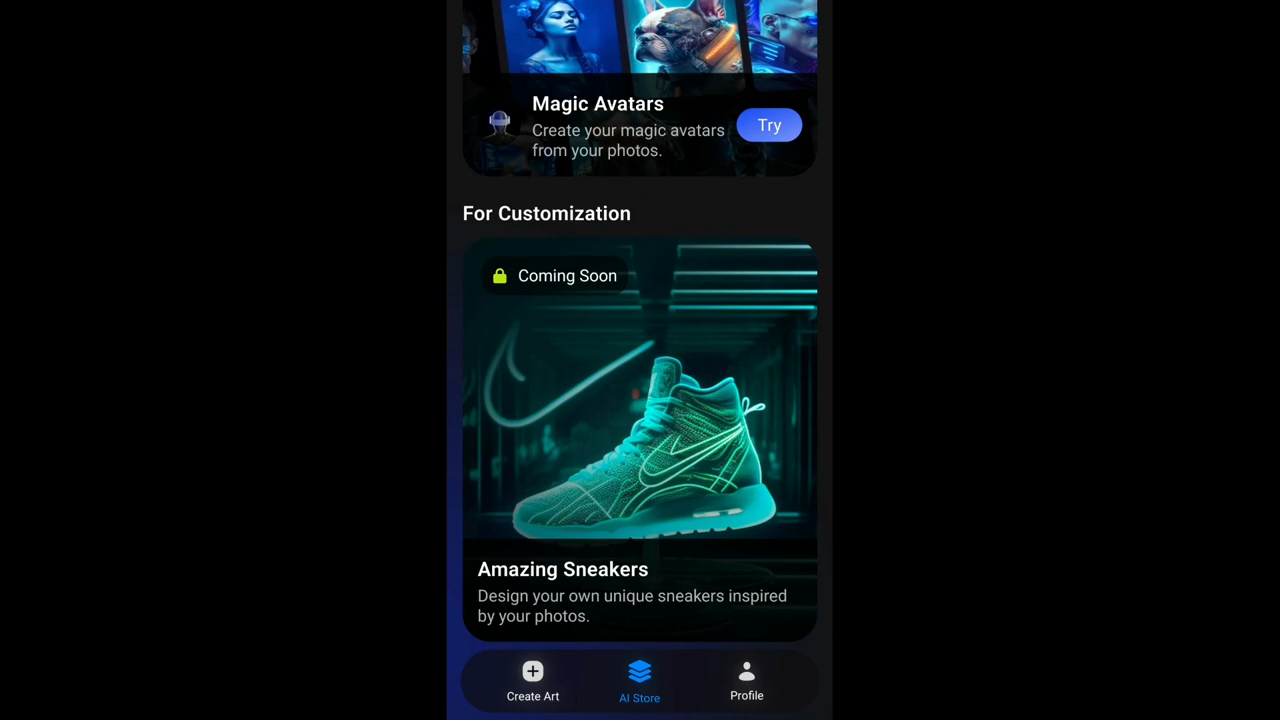 Magic Avatars
Create your magic avatars
from your photos.
Try
For Customization
Coming Soon
Amazing Sneakers
Design your own unique sneakers inspired
by your photos.
Create Art
AI Store
Profile